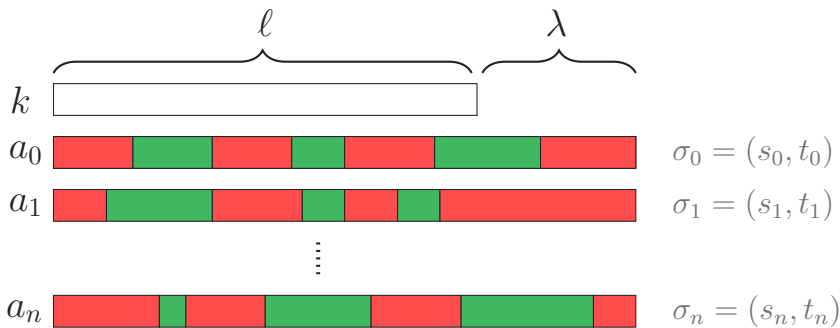 ℓ λ
k
a₀ σ₀ = (s₀, t₀)
a₁ σ₁ = (s₁, t₁)
aₙ σₙ = (sₙ, tₙ)